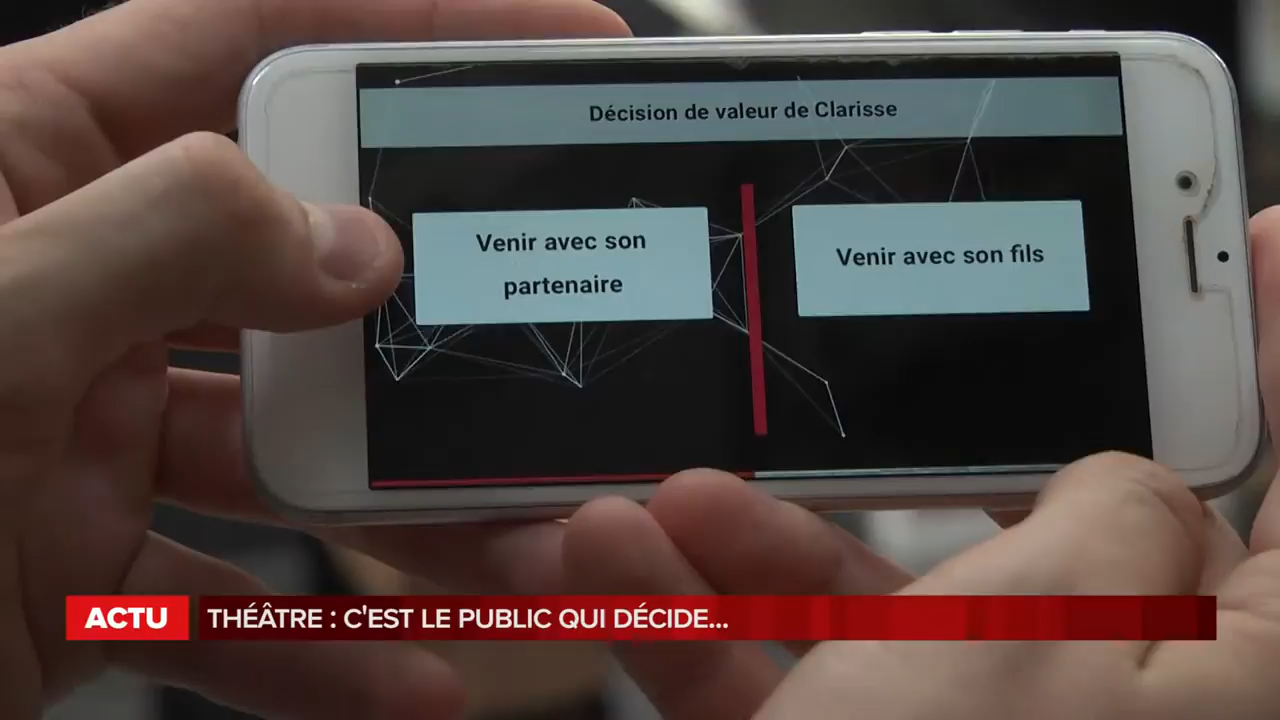 Décision de valeur de Clarisse
Venir avec son
partenaire
Venir avec son fils
ACTU
THÉÂTRE : C'EST LE PUBLIC QUI DÉCIDE...